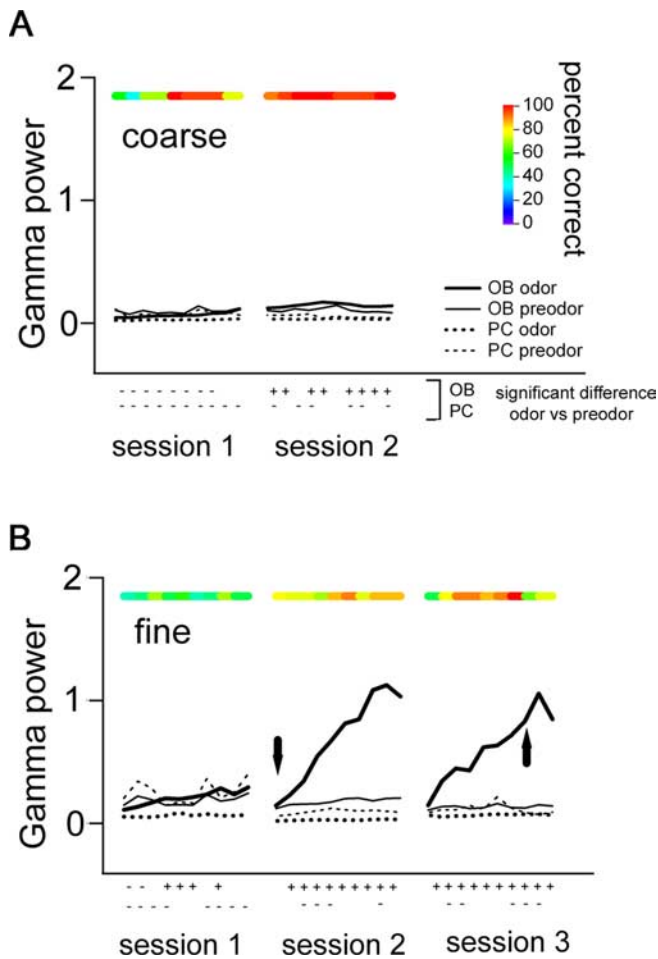 A
2
1
0
Gamma power
coarse
percent correct
100
80
60
40
20
0
OB odor
OB preodor
PC odor
PC preodor
- - - - - - - -
+ + + + + + + +
OB
significant difference
- - - - - - - - - -
- - - - - -
PC
odor vs preodor
session 1
session 2
B
2
1
0
Gamma power
fine
- - + + + +
+ + + + + + + + +
+ + + + + + + + + +
- - - - - - - -
- - - -
- - - - -
session 1
session 2
session 3